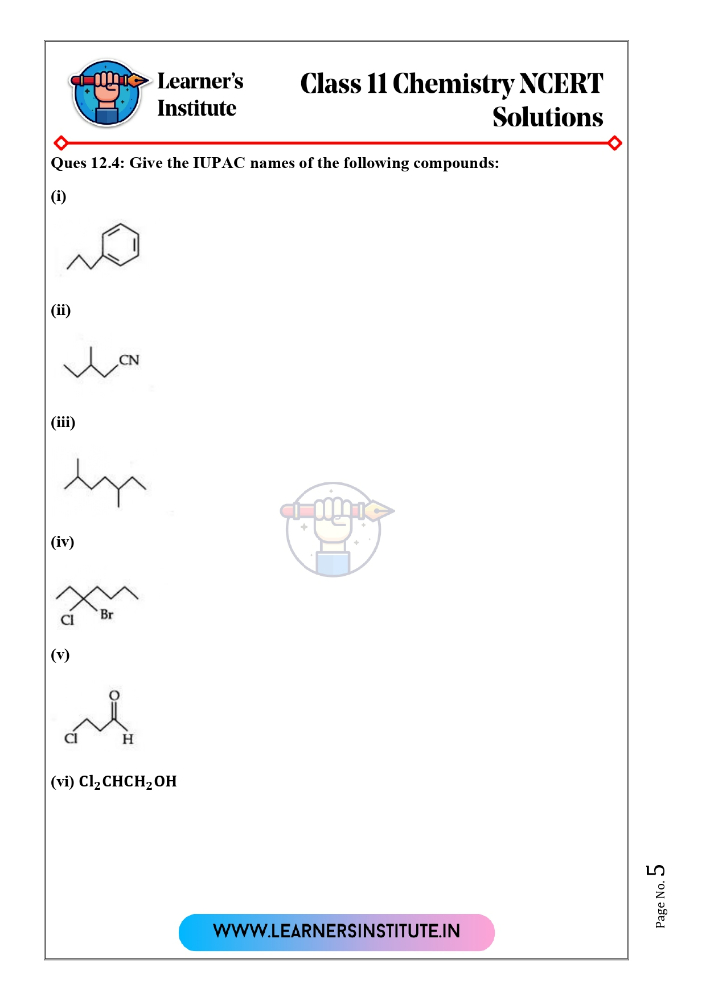 Learner's
Institute
Class 11 Chemistry NCERT
Solutions
Ques 12.4: Give the IUPAC names of the following compounds:
(i)
(ii)
CN
(iii)
(iv)
Cl
Br
(v)
O
Cl
H
(vi) Cl₂CHCH₂OH
Page No. 5
WWW.LEARNERSINSTITUTE.IN